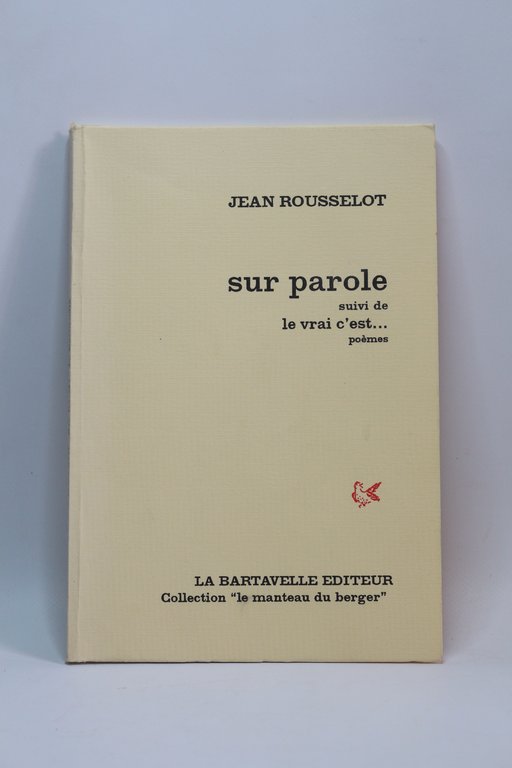 JEAN ROUSSELOT
sur parole
suivi de
le vrai c'est...
poèmes
LA BARTAVELLE EDITEUR
Collection "le manteau du berger"